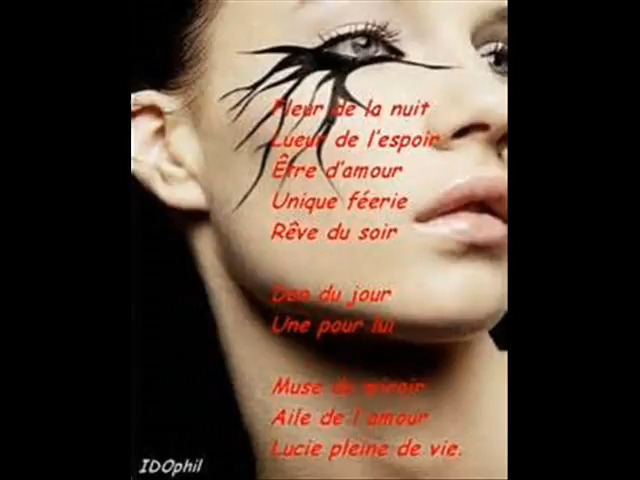 Fleur de la nuit
Lueur de l'espoir
Être d'amour
Unique féerie
Rêve du soir
Don du jour
Une pour lui
Muse du miroir
Aile de l'amour
Lucie pleine de vie.
IDOphil